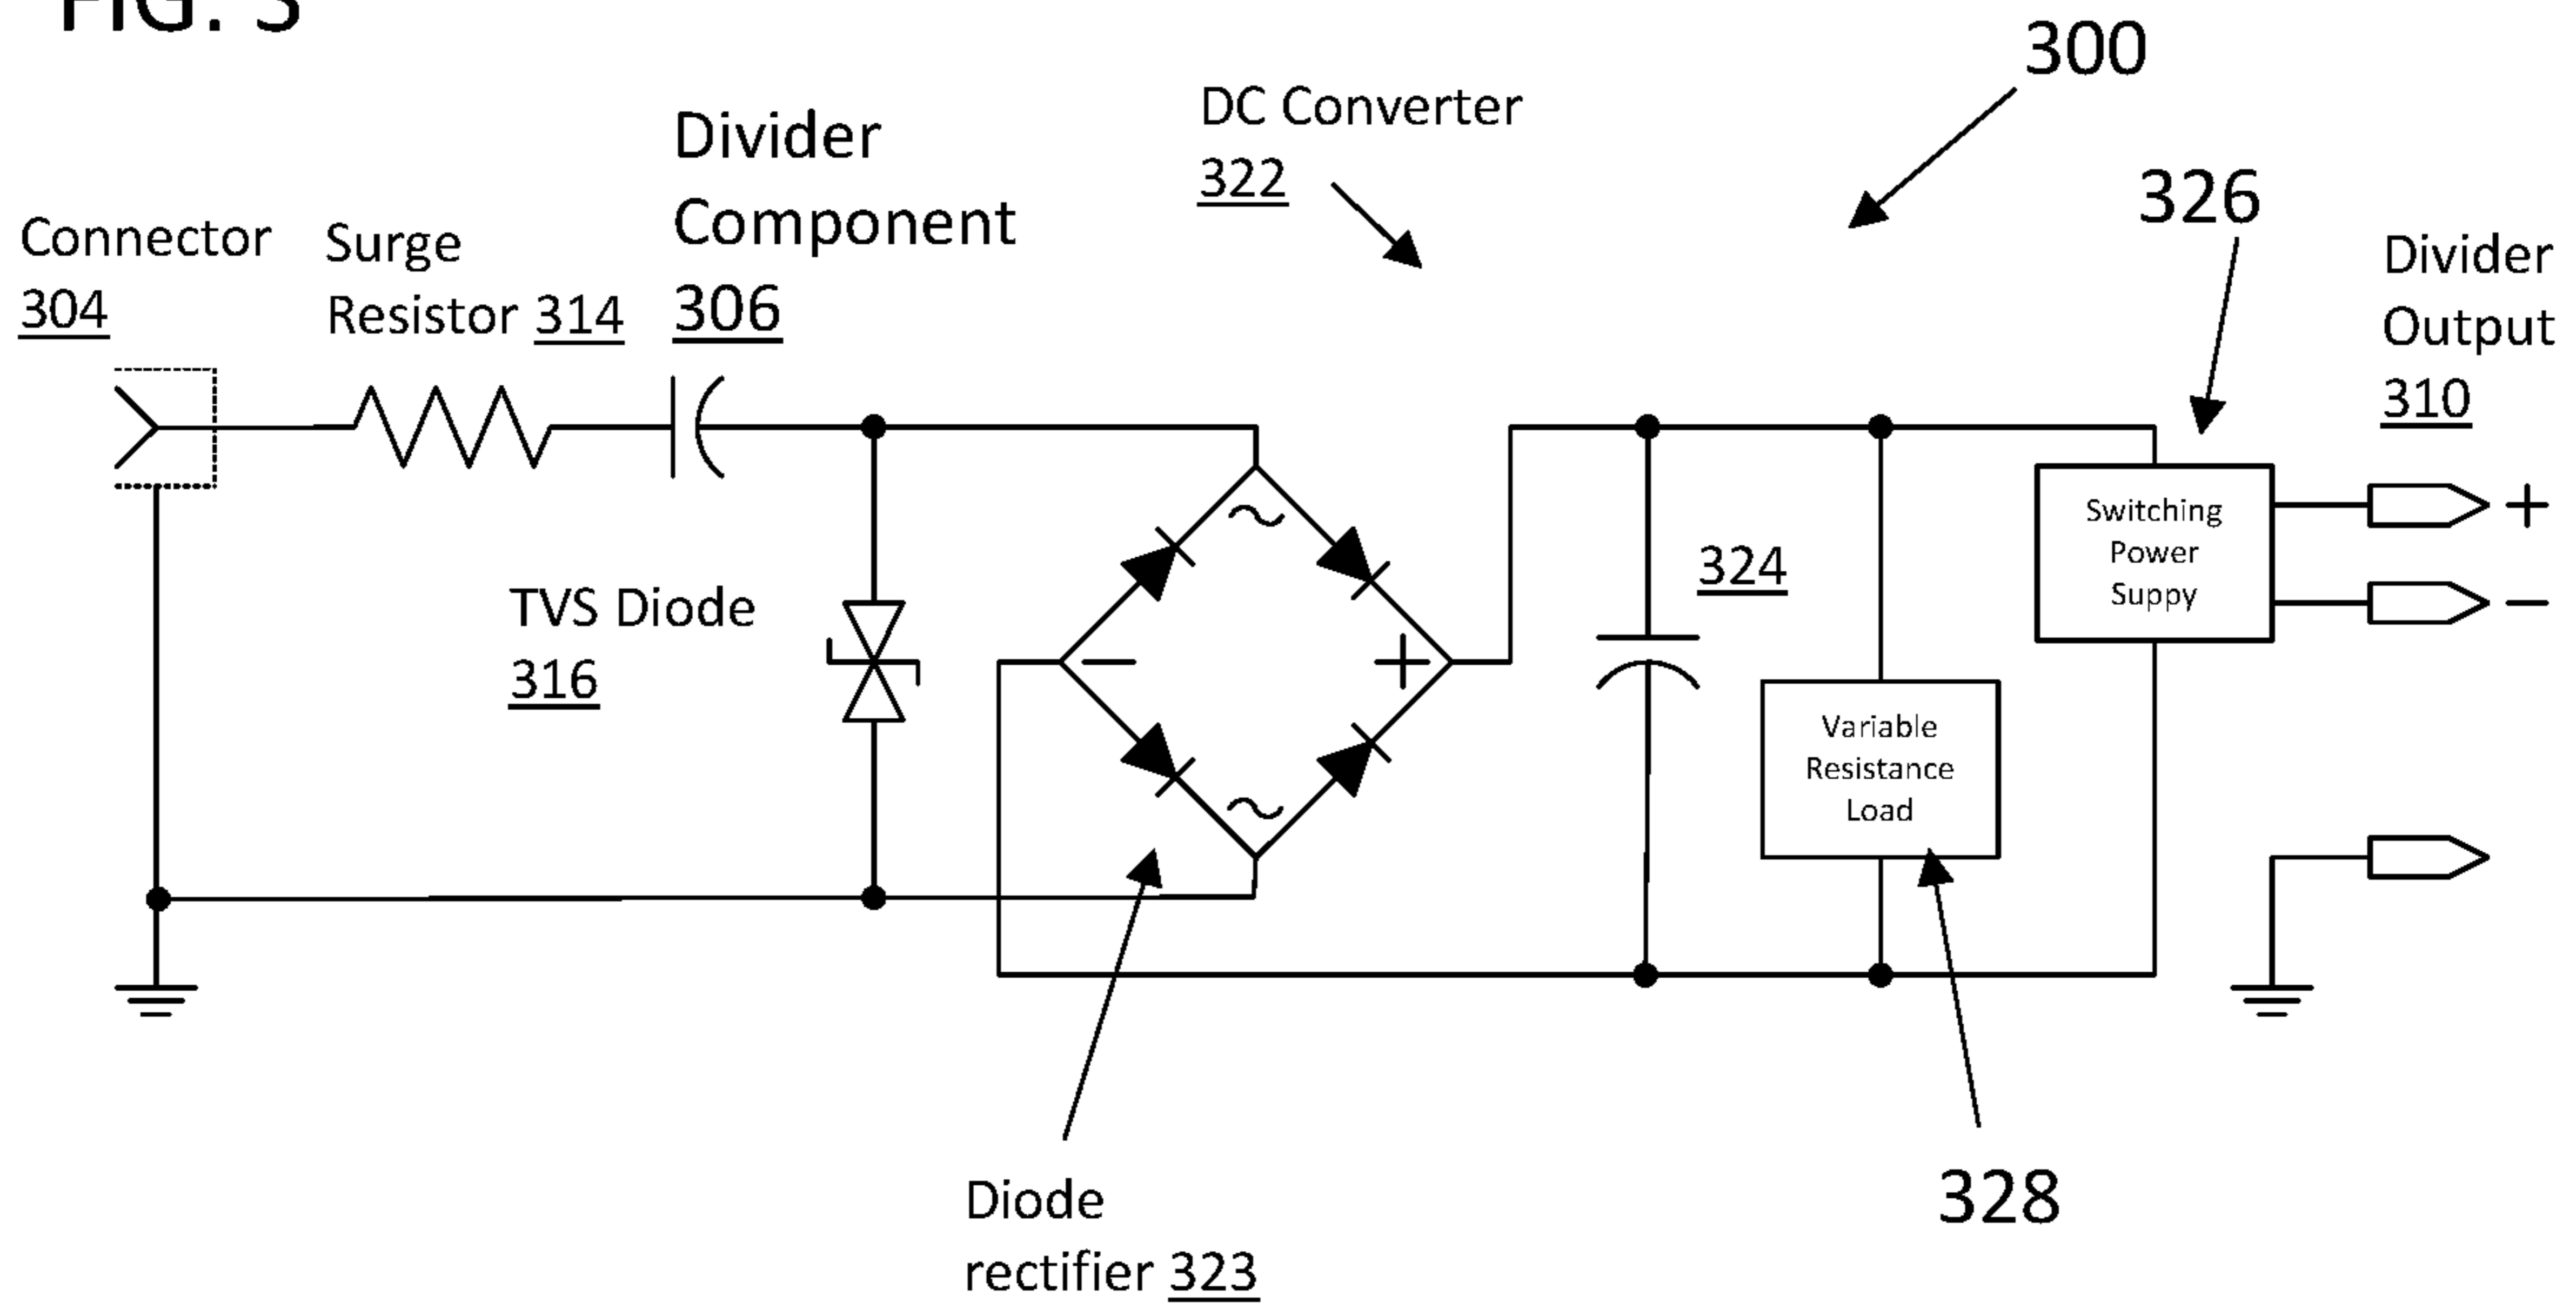 FIG. 3
300
DC Converter
322
Divider
Component
306
326
Connector
304
Surge
Resistor 314
Divider
Output
310
TVS Diode
316
324
Switching
Power
Suppy
+
−
∼
−
+
∼
Variable
Resistance
Load
Diode
rectifier 323
328